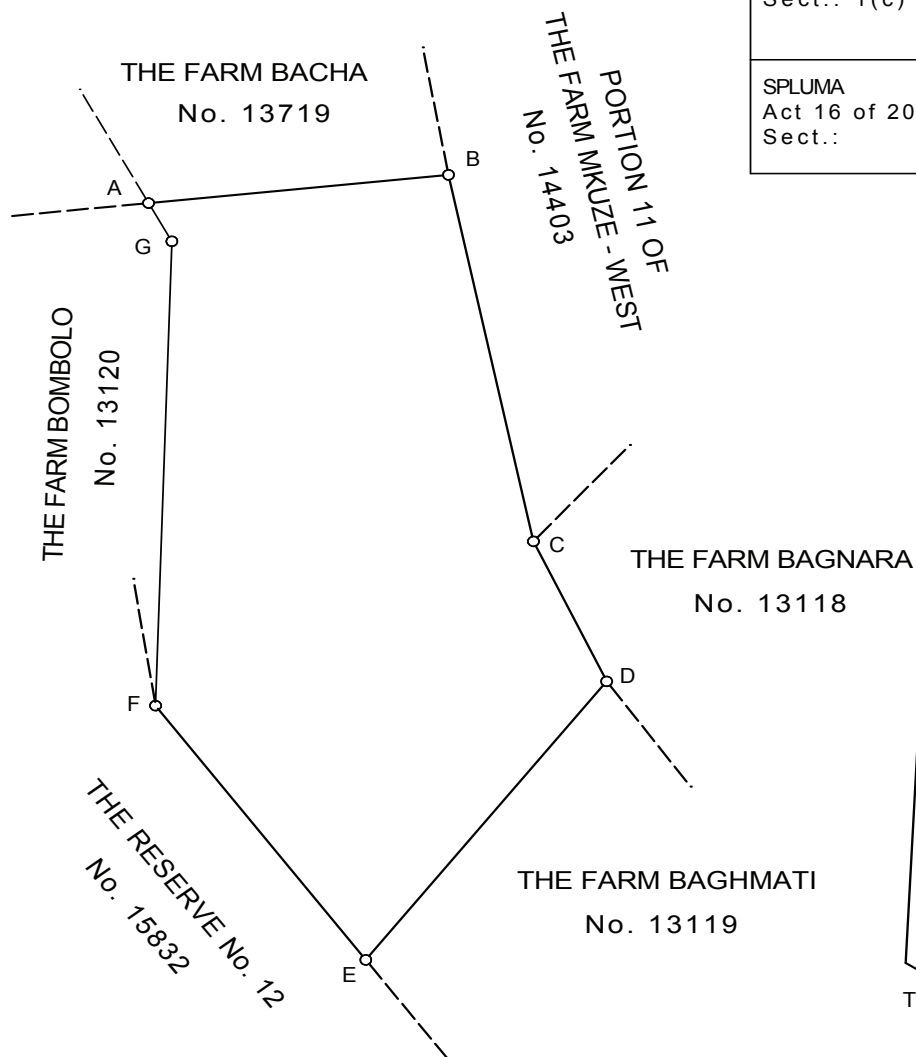 Sect.: 1(c)
SPLUMA
Act 16 of 20
Sect.:
THE FARM BACHA
No. 13719
PORTION 11 OF
THE FARM MKUZE - WEST
No. 14403
A
B
G
THE FARM BOMBOLO
No. 13120
C
THE FARM BAGNARA
No. 13118
D
F
THE RESERVE No. 12
No. 15832
THE FARM BAGHMATI
No. 13119
E
T